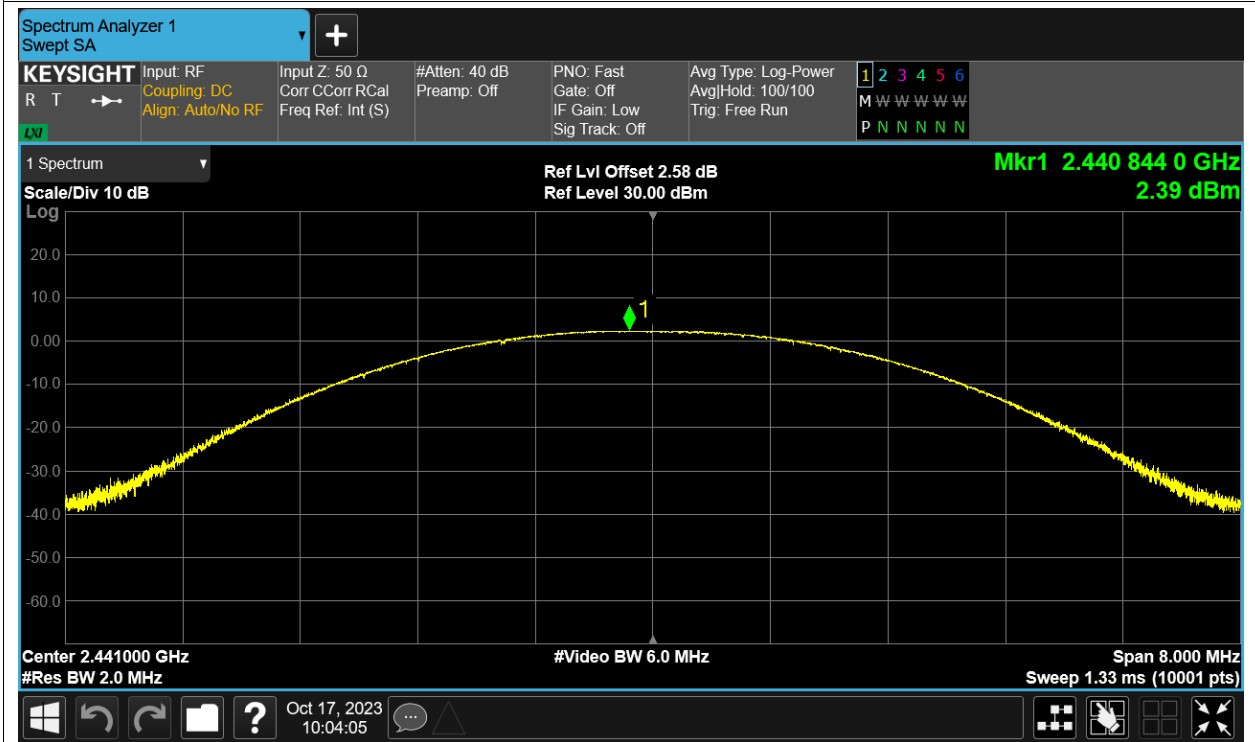 Spectrum Analyzer 1
Swept SA
+
KEYSIGHT
R T
LXI
Input: RF
Coupling: DC
Align: Auto/No RF
Input Z: 50 Ω
Corr CCorr RCal
Freq Ref: Int (S)
#Atten: 40 dB
Preamp: Off
PNO: Fast
Gate: Off
IF Gain: Low
Sig Track: Off
Avg Type: Log-Power
Avg|Hold: 100/100
Trig: Free Run
1 2 3 4 5 6
M W W W W W
P N N N N N
1 Spectrum
Scale/Div 10 dB
Log
Ref Lvl Offset 2.58 dB
Ref Level 30.00 dBm
Mkr1 2.440 844 0 GHz
2.39 dBm
20.0
10.0
0.00
-10.0
-20.0
-30.0
-40.0
-50.0
-60.0
1
Center 2.441000 GHz
#Res BW 2.0 MHz
#Video BW 6.0 MHz
Span 8.000 MHz
Sweep 1.33 ms (10001 pts)
?
Oct 17, 2023
10:04:05